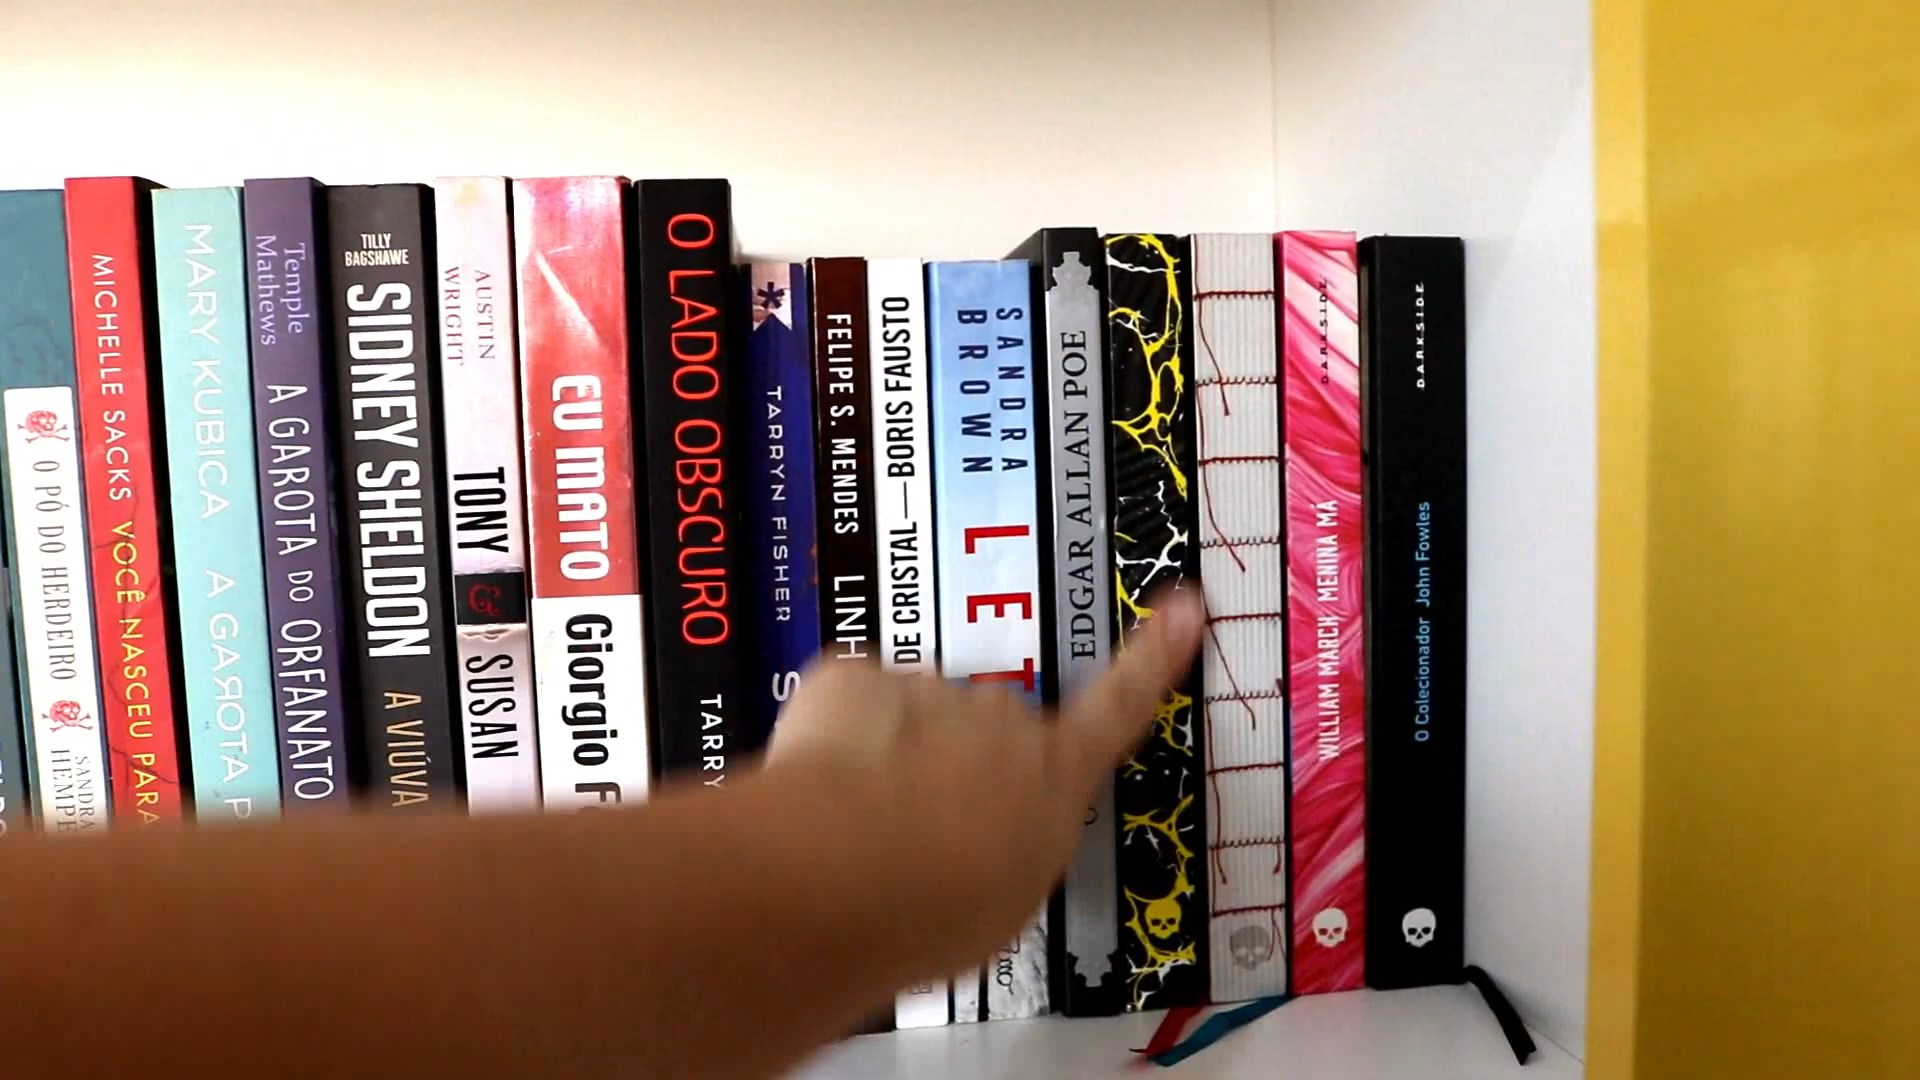 O PÓ DO HERDEIRO
SANDRA
HEMPE
MICHELLE SACKS VOCÊ NASCEU PARA
MARY KUBICA A GAROTA P
Temple
Mathews
A GAROTA DO ORFANATO
TILLY
BAGSHAWE
SIDNEY SHELDON
A VIÚVA
AUSTIN
WRIGHT
TONY
&
SUSAN
EU MATO
Giorgio F
O LADO OBSCURO TARRY
* TARRYN FISHER S
FELIPE S. MENDES LINH
DE CRISTAL—BORIS FAUSTO
SANDRA
BROWN
LET
EDGAR ALLAN POE
DARKSIDE
WILLIAM MARCH MENINA MÁ
DARKSIDE
O Colecionador John Fowles